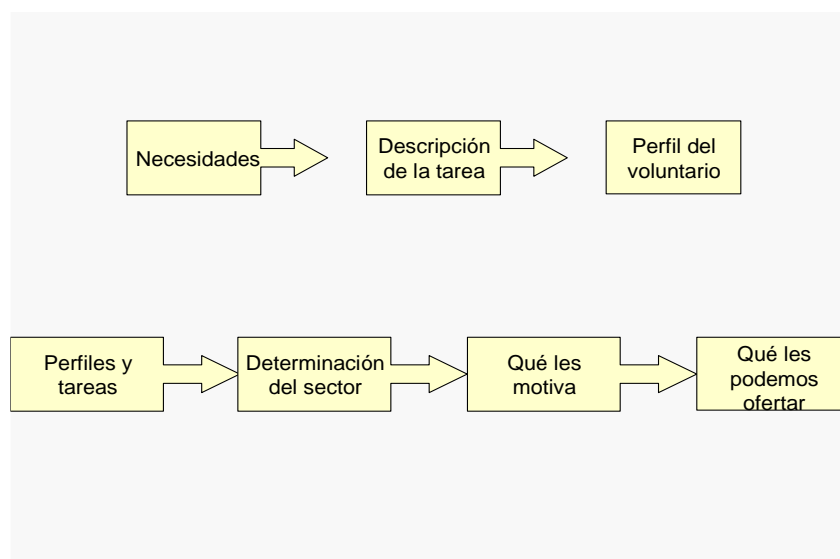 Necesidades
Descripción
de la tarea
Perfil del
voluntario
Perfiles y
tareas
Determinación
del sector
Qué les
motiva
Qué les
podemos
ofertar